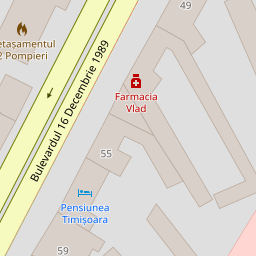 49
etașamentul
2 Pompieri
Bulevardul 16 Decembrie 1989
Farmacia
Vlad
55
Pensiunea
Timișoara
59